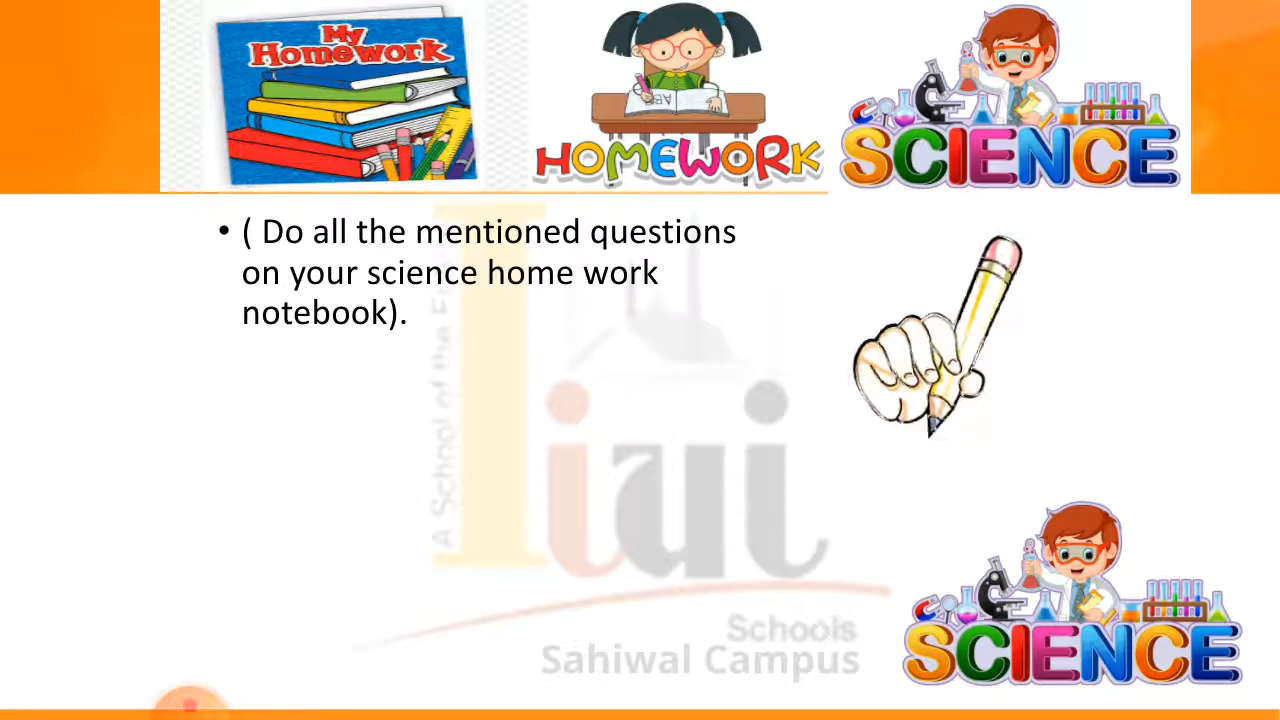 My
Homework
HOMEWORK
SCIENCE
• ( Do all the mentioned questions
on your science home work
notebook).
A School of the
Iiui
Schools
Sahiwal Campus
SCIENCE